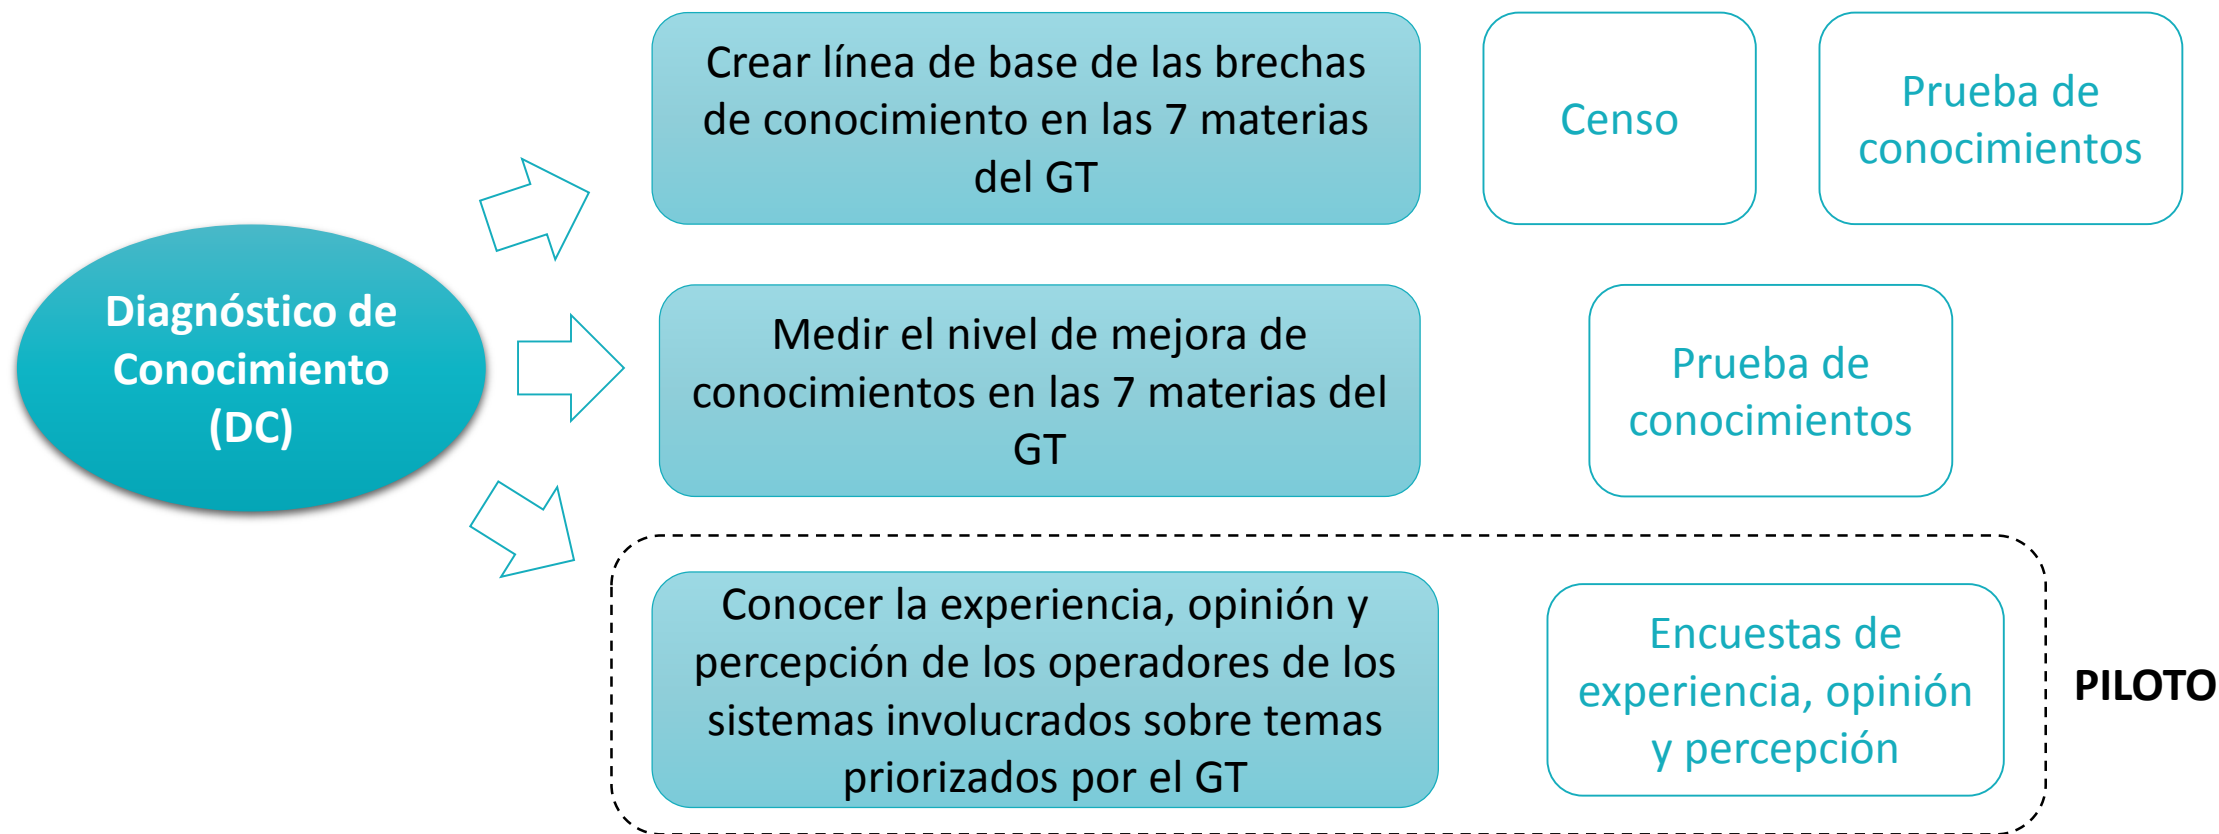 Diagnóstico de
Conocimiento
(DC)
Crear línea de base de las brechas
de conocimiento en las 7 materias
del GT
Censo
Prueba de
conocimientos
Medir el nivel de mejora de
conocimientos en las 7 materias del
GT
Prueba de
conocimientos
Conocer la experiencia, opinión y
percepción de los operadores de los
sistemas involucrados sobre temas
priorizados por el GT
Encuestas de
experiencia, opinión
y percepción
PILOTO